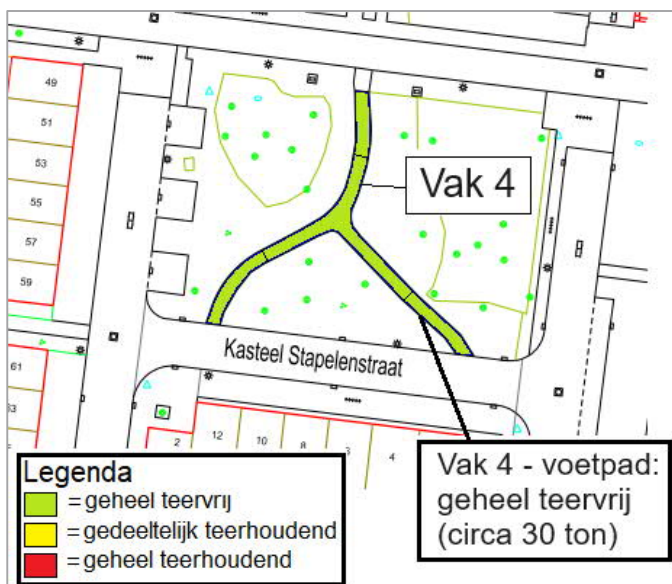 49
51
53
55
57
59
Vak 4
Kasteel Stapelenstraat
61
2
12
10
8
4
Vak 4 - voetpad:
geheel teervrij
(circa 30 ton)
Legenda
= geheel teervrij
= gedeeltelijk teerhoudend
= geheel teerhoudend